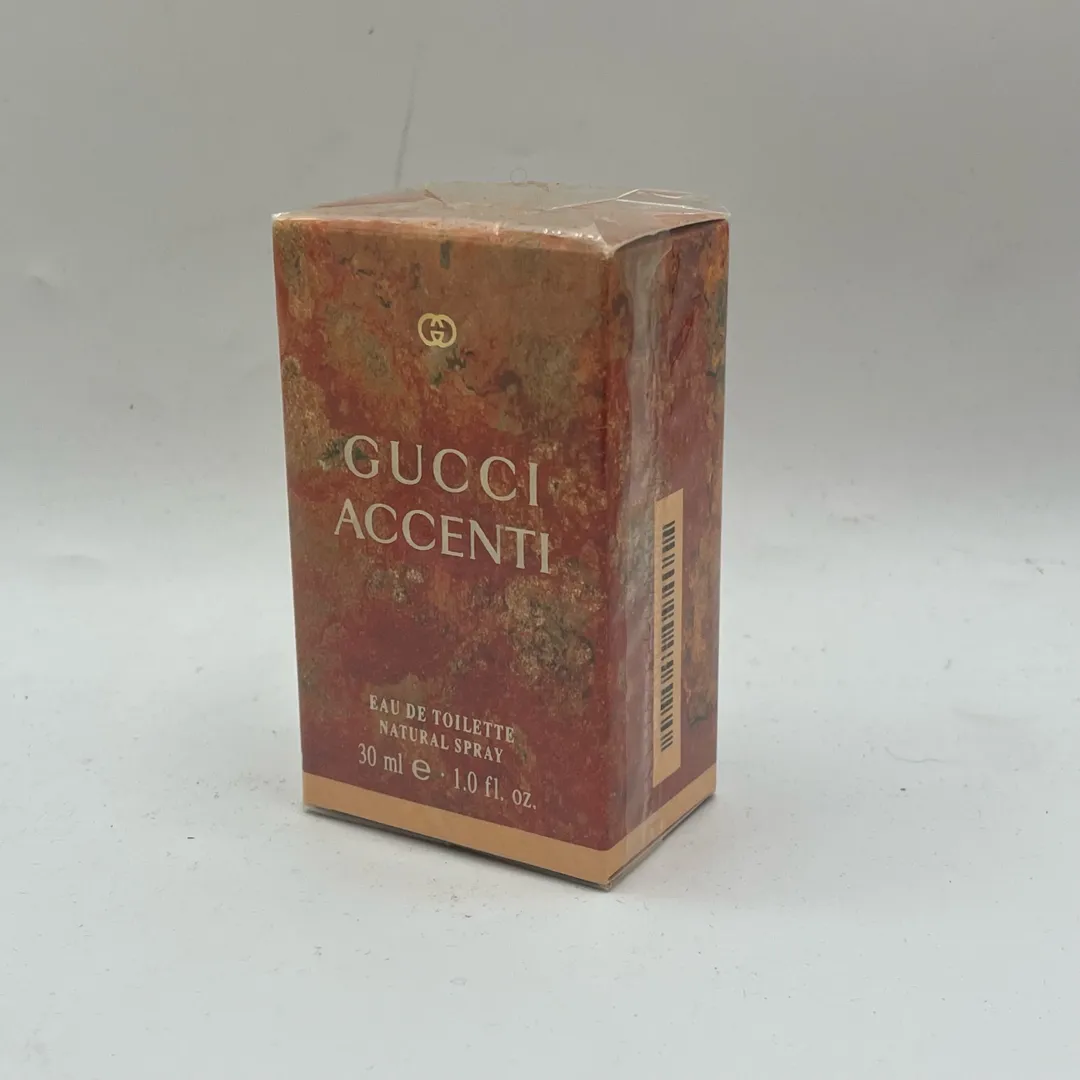 GUCCI
ACCENTI
EAU DE TOILETTE
NATURAL SPRAY
30 ml ℮ · 1.0 fl. oz.